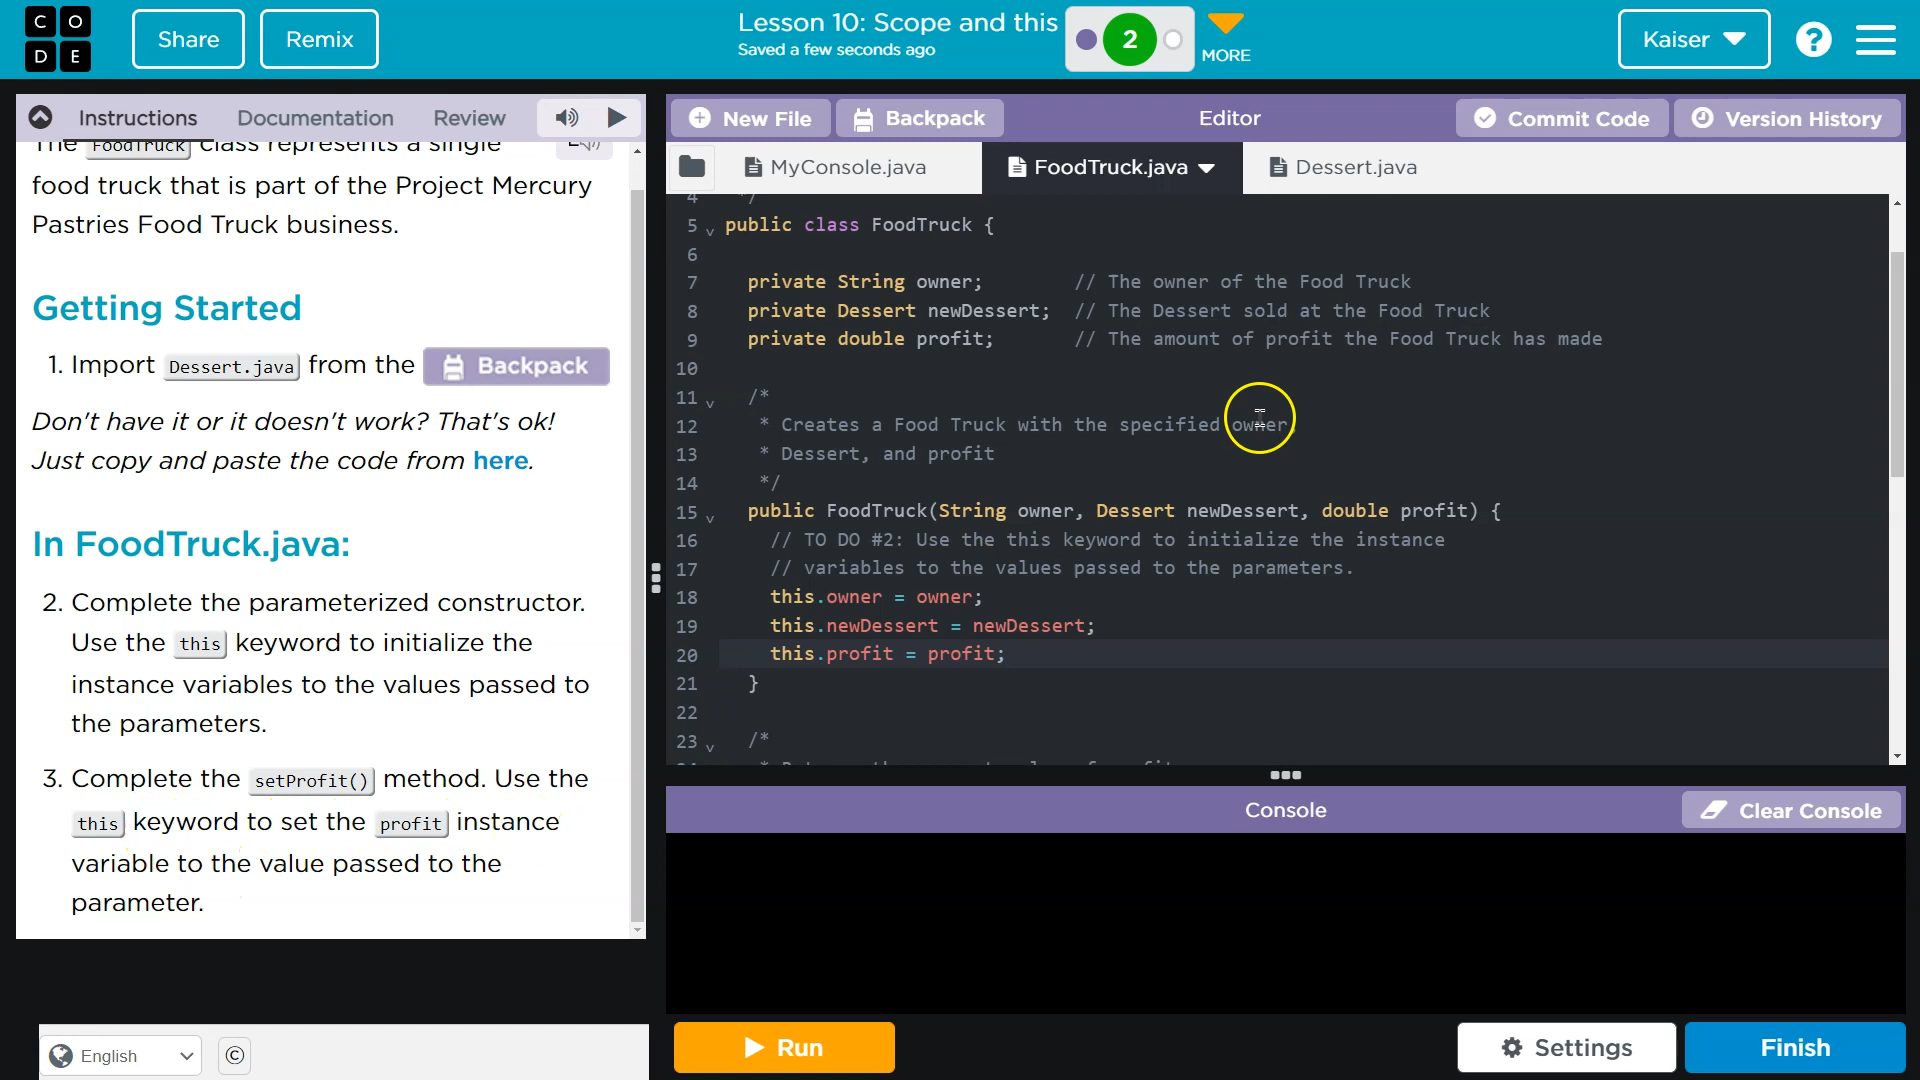 C O D E
Share
Remix
Lesson 10: Scope and this
Saved a few seconds ago
2
MORE
Kaiser
?
Instructions
Documentation
Review
The FoodTruck class represents a single
food truck that is part of the Project Mercury
Pastries Food Truck business.
Getting Started
1. Import Dessert.java from the Backpack
Don't have it or it doesn't work? That's ok!
Just copy and paste the code from here.
In FoodTruck.java:
2. Complete the parameterized constructor.
Use the this keyword to initialize the
instance variables to the values passed to
the parameters.
3. Complete the setProfit() method. Use the
this keyword to set the profit instance
variable to the value passed to the
parameter.
English
©
New File
Backpack
Editor
Commit Code
Version History
MyConsole.java
FoodTruck.java
Dessert.java
4 */
5 public class FoodTruck {
6
7 private String owner; // The owner of the Food Truck
8 private Dessert newDessert; // The Dessert sold at the Food Truck
9 private double profit; // The amount of profit the Food Truck has made
10
11 /*
12 * Creates a Food Truck with the specified owner,
13 * Dessert, and profit
14 */
15 public FoodTruck(String owner, Dessert newDessert, double profit) {
16 // TO DO #2: Use the this keyword to initialize the instance
17 // variables to the values passed to the parameters.
18 this.owner = owner;
19 this.newDessert = newDessert;
20 this.profit = profit;
21 }
22
23 /*
Console
Clear Console
Run
Settings
Finish